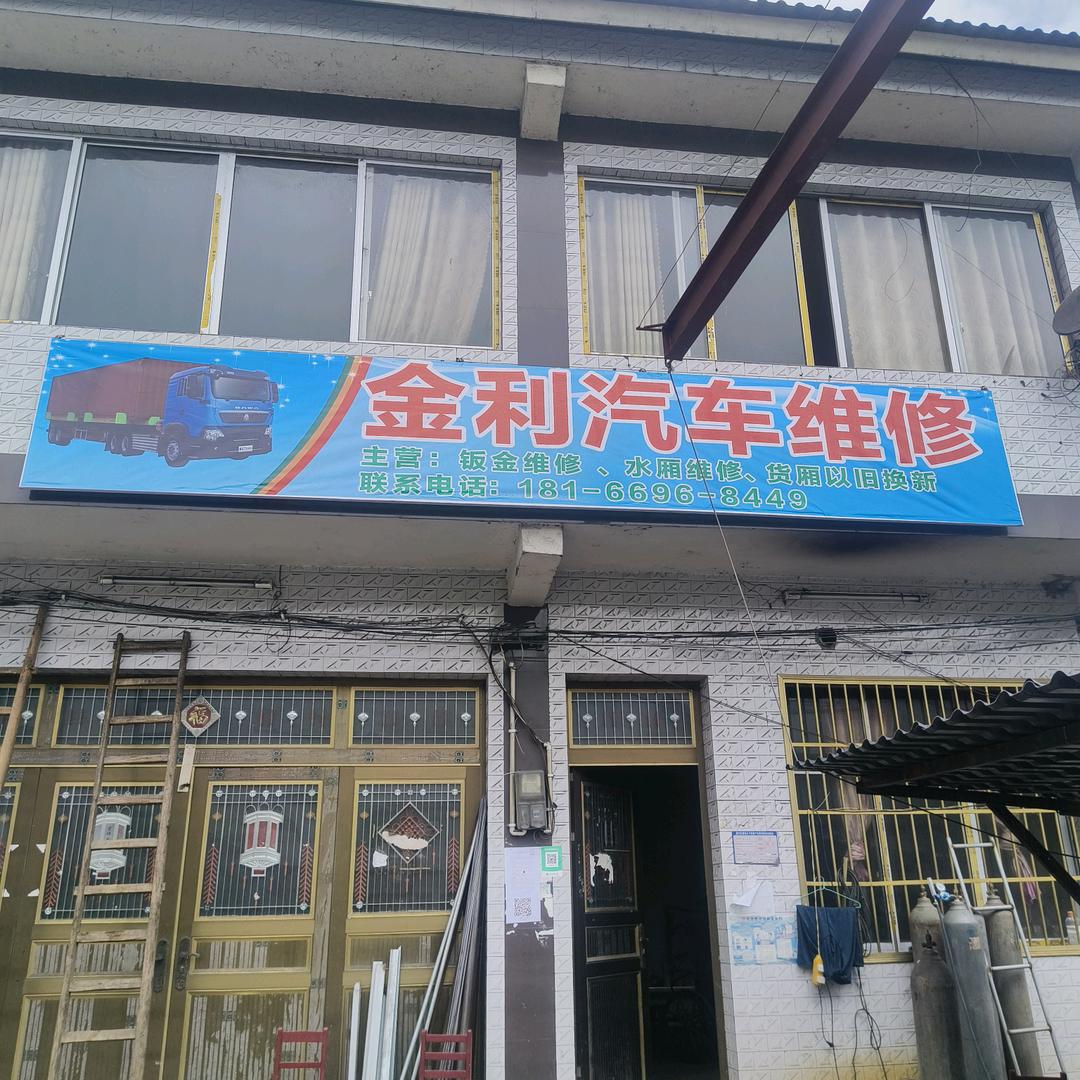 金利汽车维修
主营：钣金维修、水厢维修、货厢以旧换新
联系电话：181-6696-8449
福